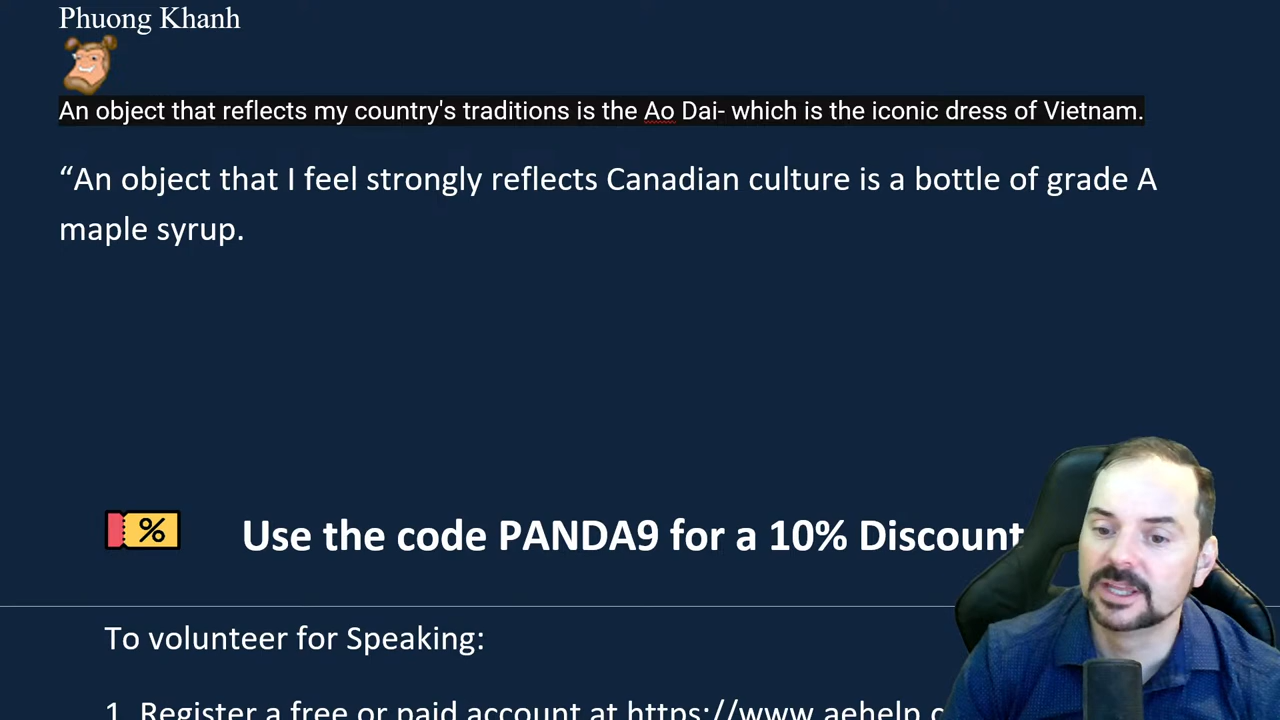 Phuong Khanh
An object that reflects my country's traditions is the Ao Dai- which is the iconic dress of Vietnam.
“An object that I feel strongly reflects Canadian culture is a bottle of grade A
maple syrup.
%
Use the code PANDA9 for a 10% Discount
To volunteer for Speaking:
1. Register a free or paid account at https://www.aehelp.c